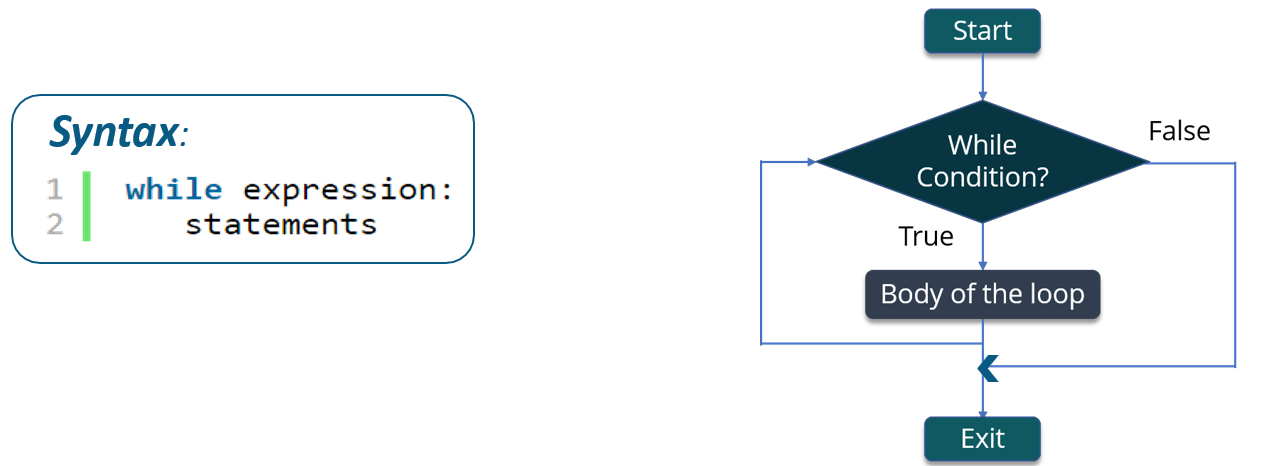 Syntax:
1 while expression:
2 statements
Start
While
Condition?
False
True
Body of the loop
Exit